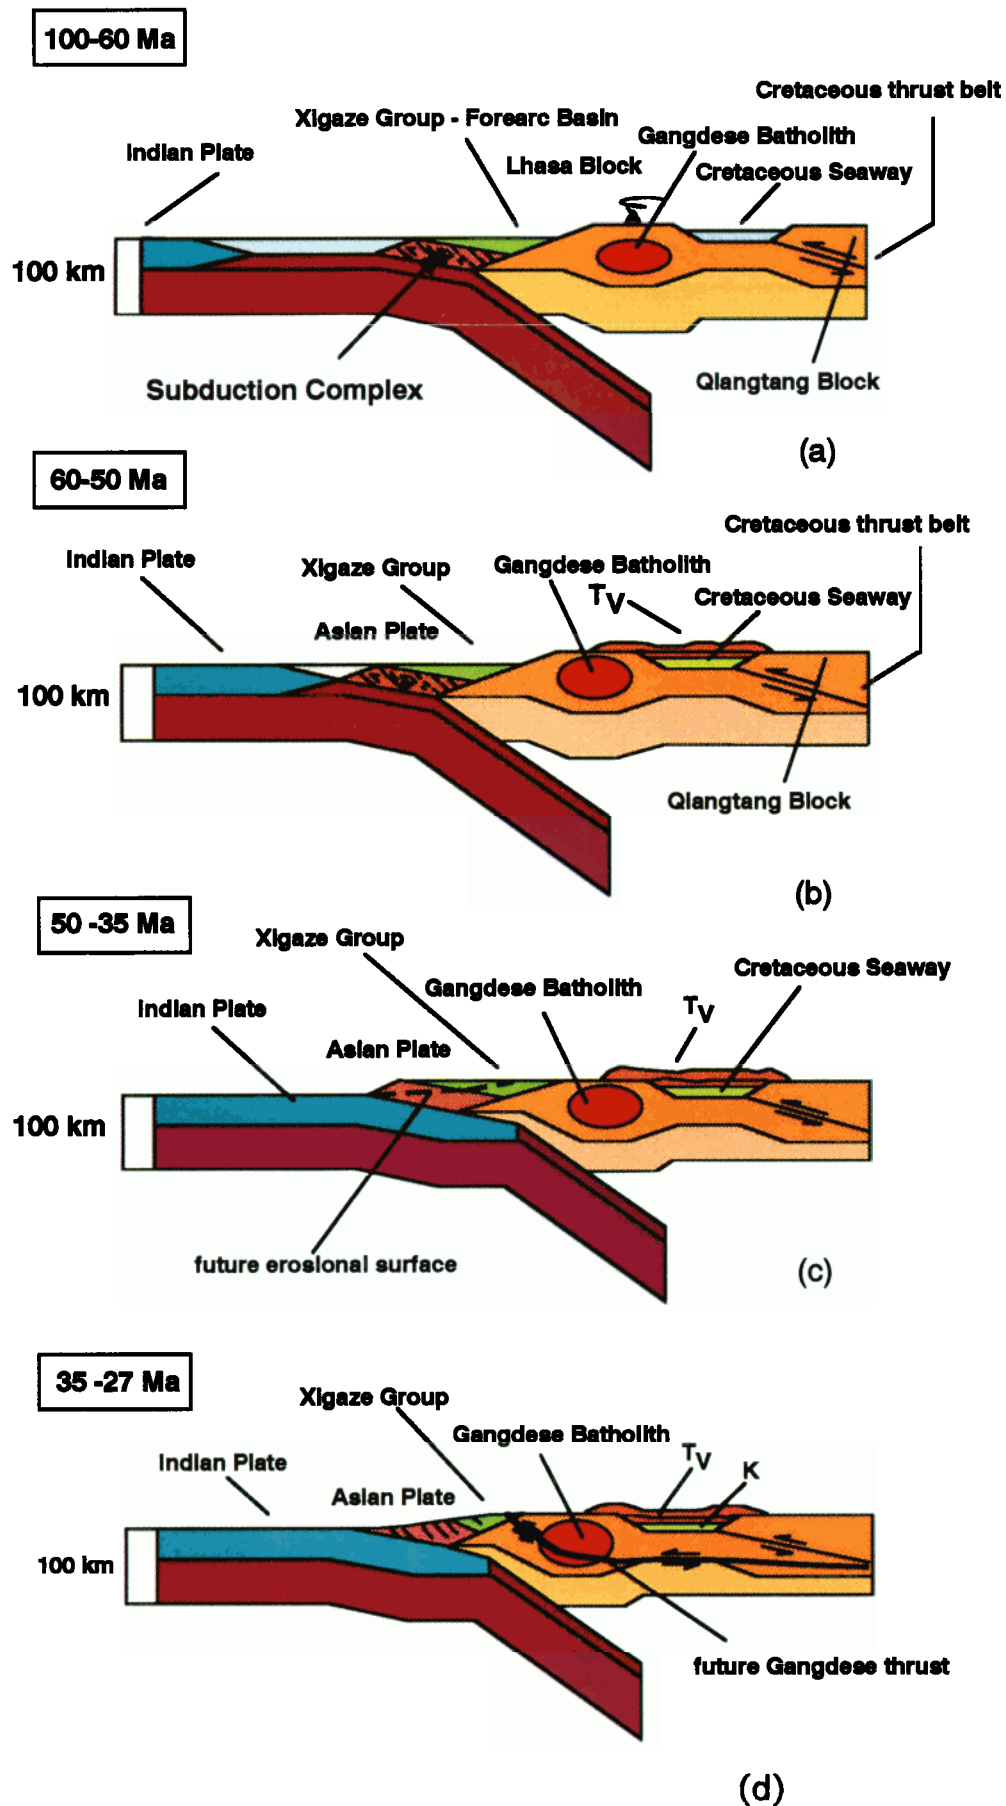 100-60 Ma
Cretaceous thrust belt
Xigaze Group - Forearc Basin
Gangdese Batholith
Indian Plate
Lhasa Block
Cretaceous Seaway
100 km
Subduction Complex
Qiangtang Block
(a)
60-50 Ma
Cretaceous thrust belt
Indian Plate
Xigaze Group
Gangdese Batholith
TV
Cretaceous Seaway
Asian Plate
100 km
Qiangtang Block
(b)
50 -35 Ma
Xigaze Group
Cretaceous Seaway
Gangdese Batholith
Indian Plate
TV
Asian Plate
100 km
future erosional surface
(c)
35 -27 Ma
Xigaze Group
Gangdese Batholith
Indian Plate
TV
K
Asian Plate
100 km
future Gangdese thrust
(d)